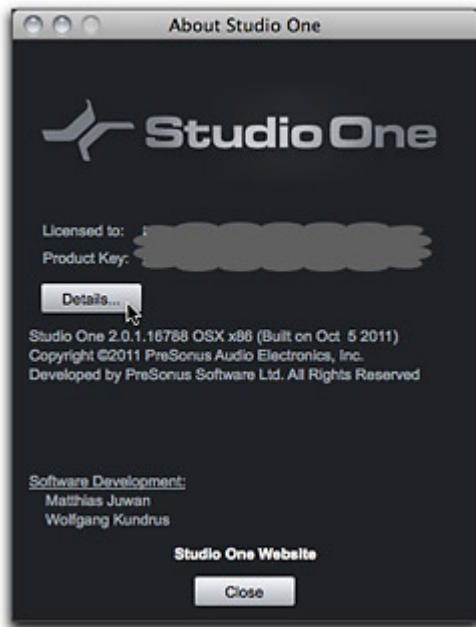 About Studio One
Studio One
Licensed to:
Product Key:
Details...
Studio One 2.0.1.16788 OSX x86 (Built on Oct 5 2011)
Copyright ©2011 PreSonus Audio Electronics, Inc.
Developed by PreSonus Software Ltd. All Rights Reserved
Software Development:
Matthias Juwan
Wolfgang Kundrus
Studio One Website
Close